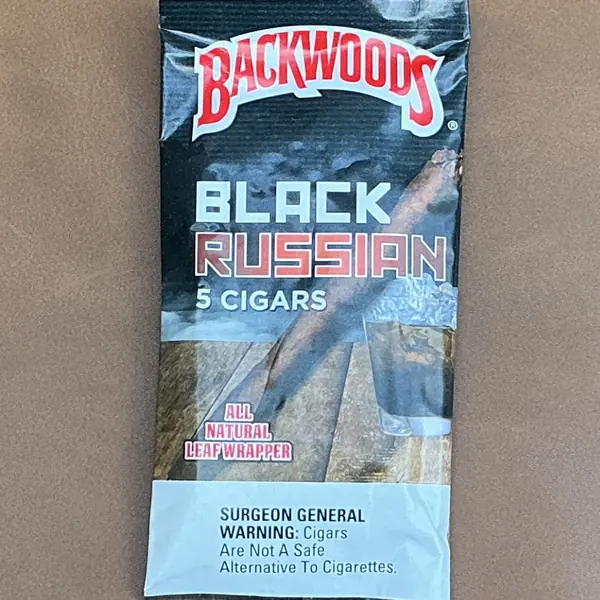 BACKWOODS®
BLACK
RUSSIAN
5 CIGARS
ALL
NATURAL
LEAF WRAPPER
SURGEON GENERAL
WARNING: Cigars
Are Not A Safe
Alternative To Cigarettes.